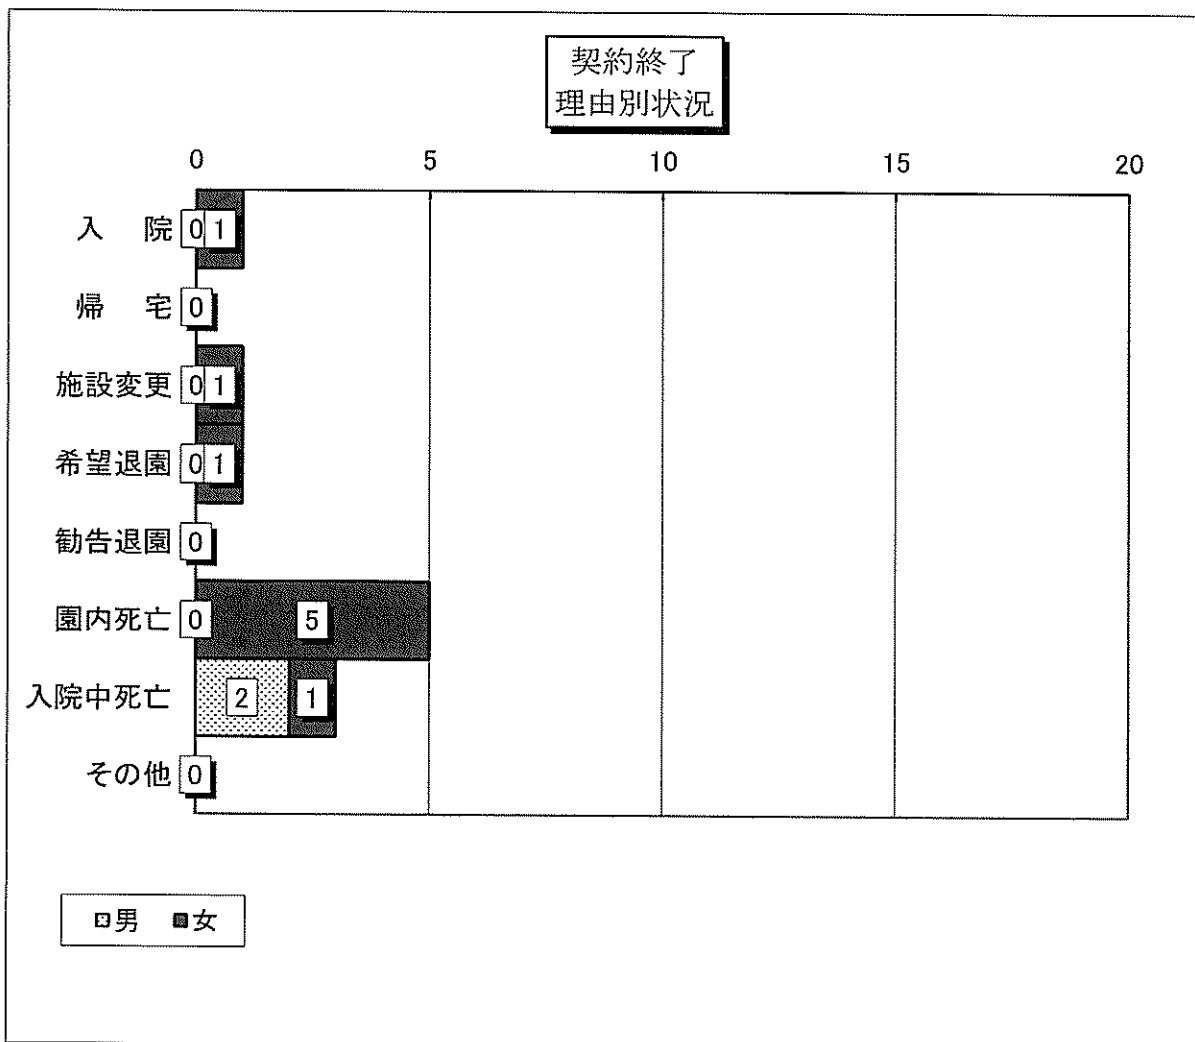 契約終了
理由別状況
0 5 10 15 20
入 院 0 1
帰 宅 0
施設変更 0 1
希望退園 0 1
勧告退園 0
園内死亡 0 5
入院中死亡 2 1
その他 0
男 女